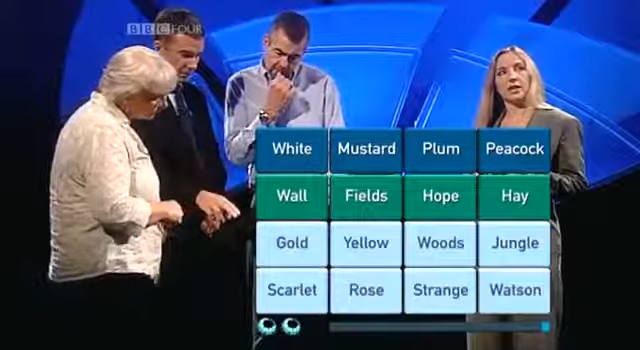 BBC FOUR
White Mustard Plum Peacock
Wall Fields Hope Hay
Gold Yellow Woods Jungle
Scarlet Rose Strange Watson